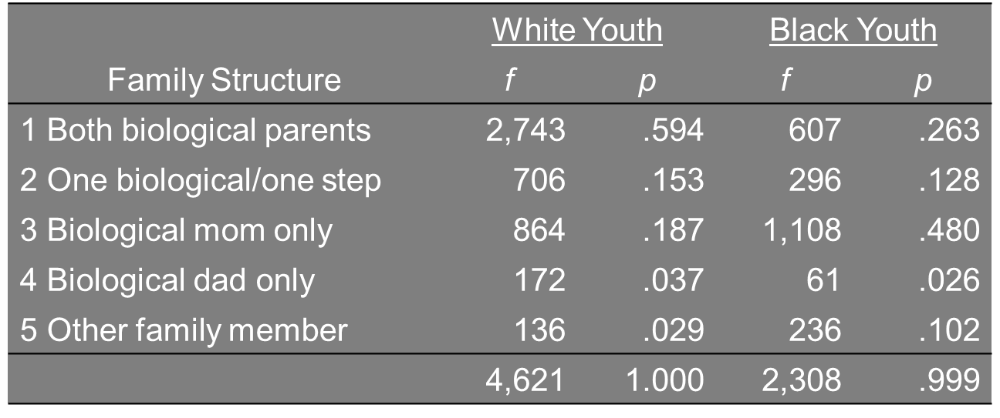 White Youth Black Youth
Family Structure f p f p
1 Both biological parents 2,743 .594 607 .263
2 One biological/one step 706 .153 296 .128
3 Biological mom only 864 .187 1,108 .480
4 Biological dad only 172 .037 61 .026
5 Other family member 136 .029 236 .102
4,621 1.000 2,308 .999